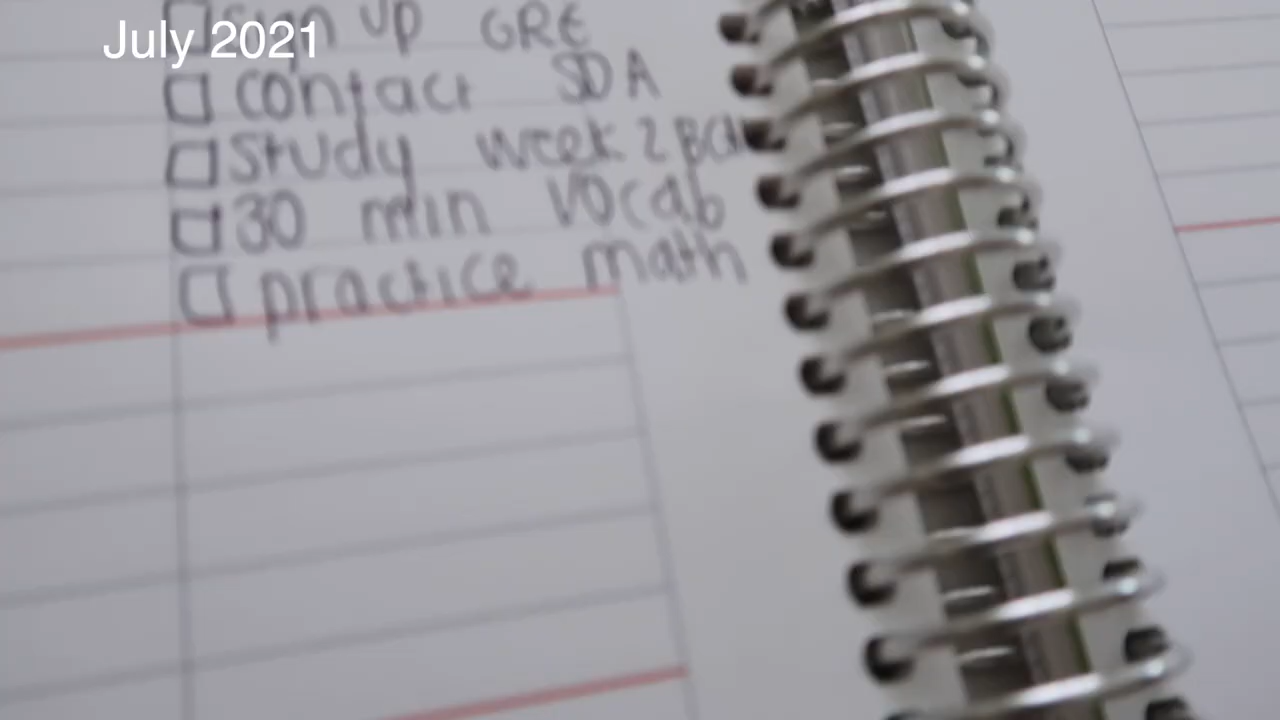 July 2021
sign up GRE
contact SDA
study week 2
30 min vocab
practice math